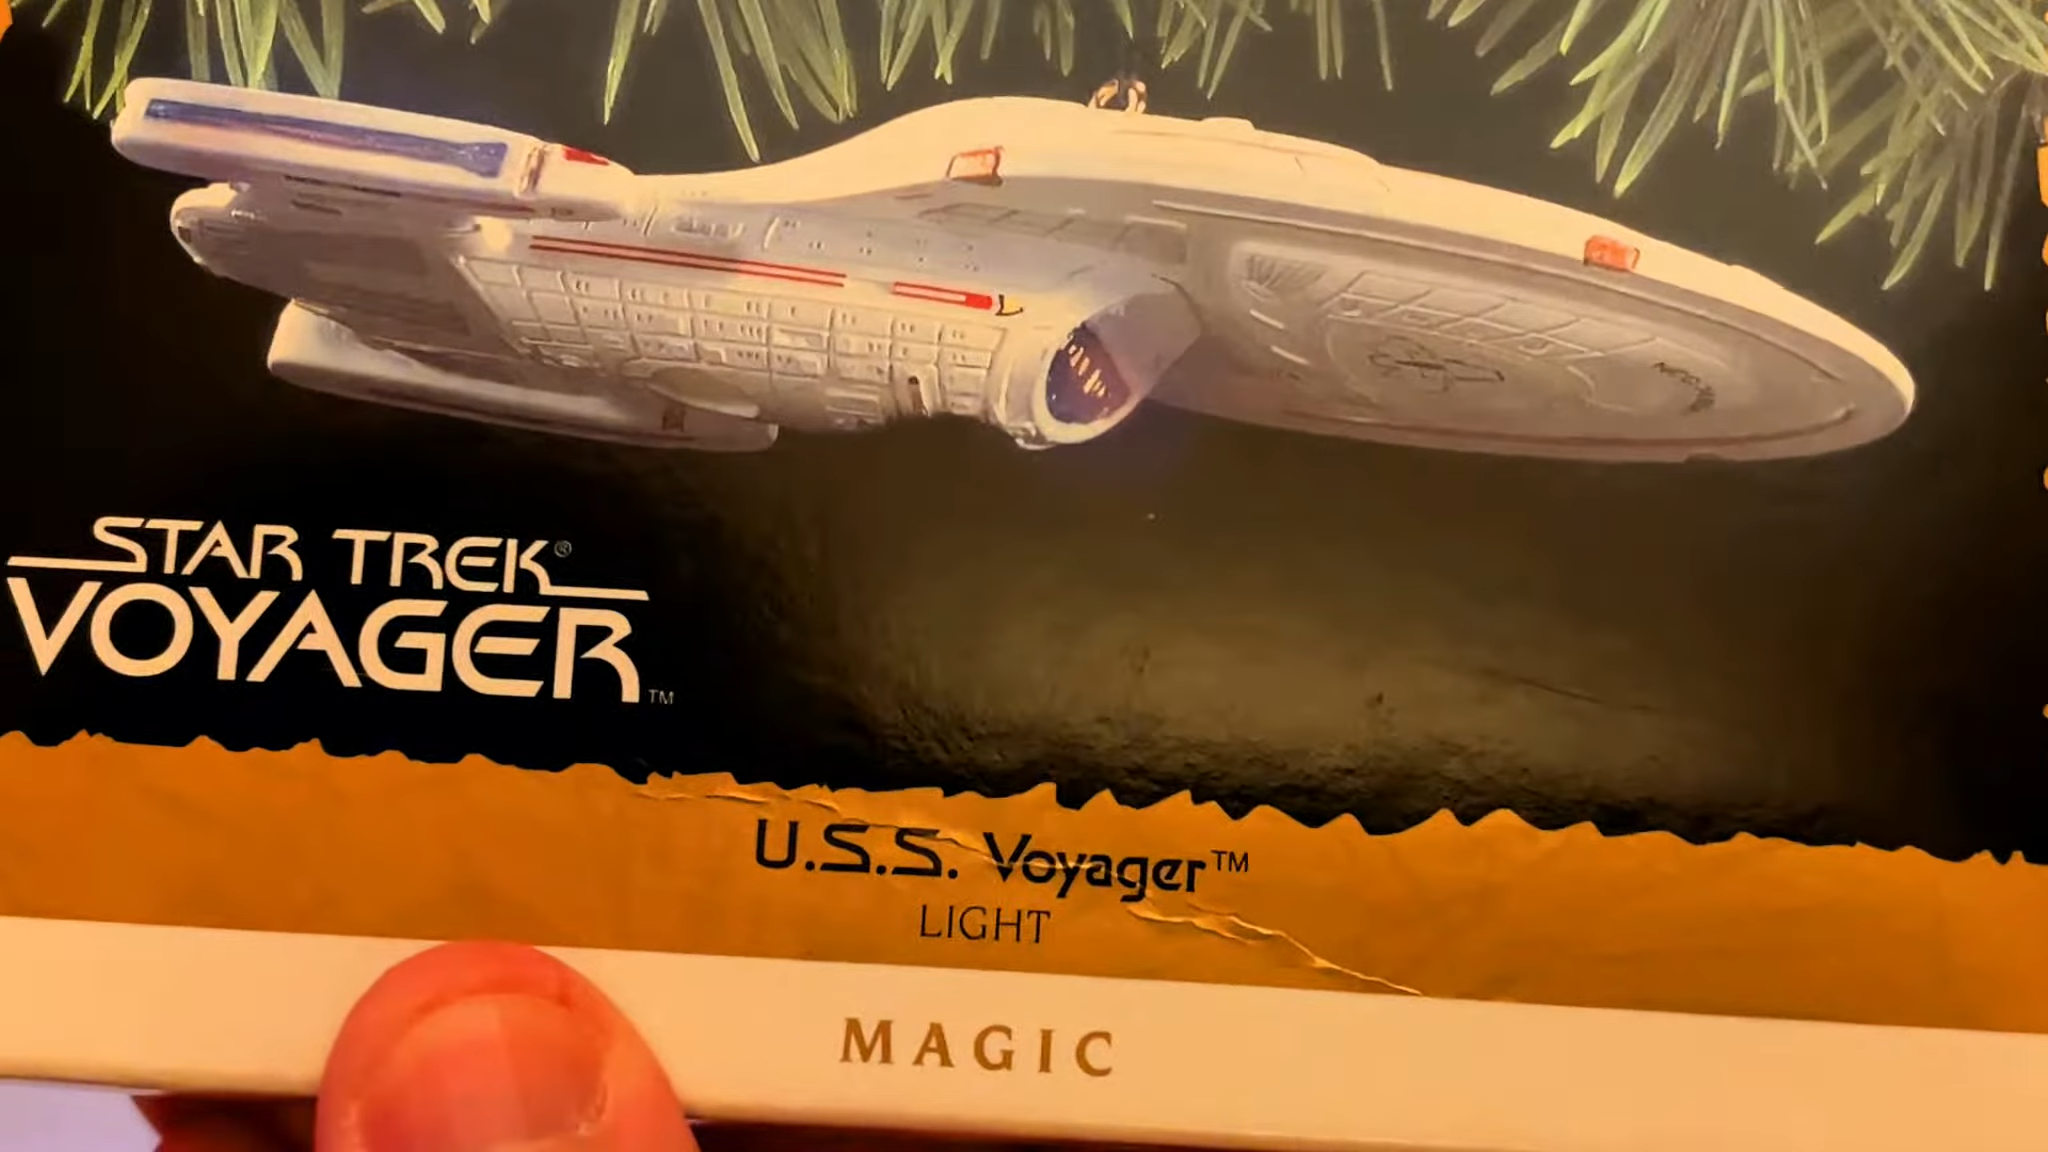 STAR TREK®
VOYAGER™
U.S.S. Voyager™
LIGHT
MAGIC